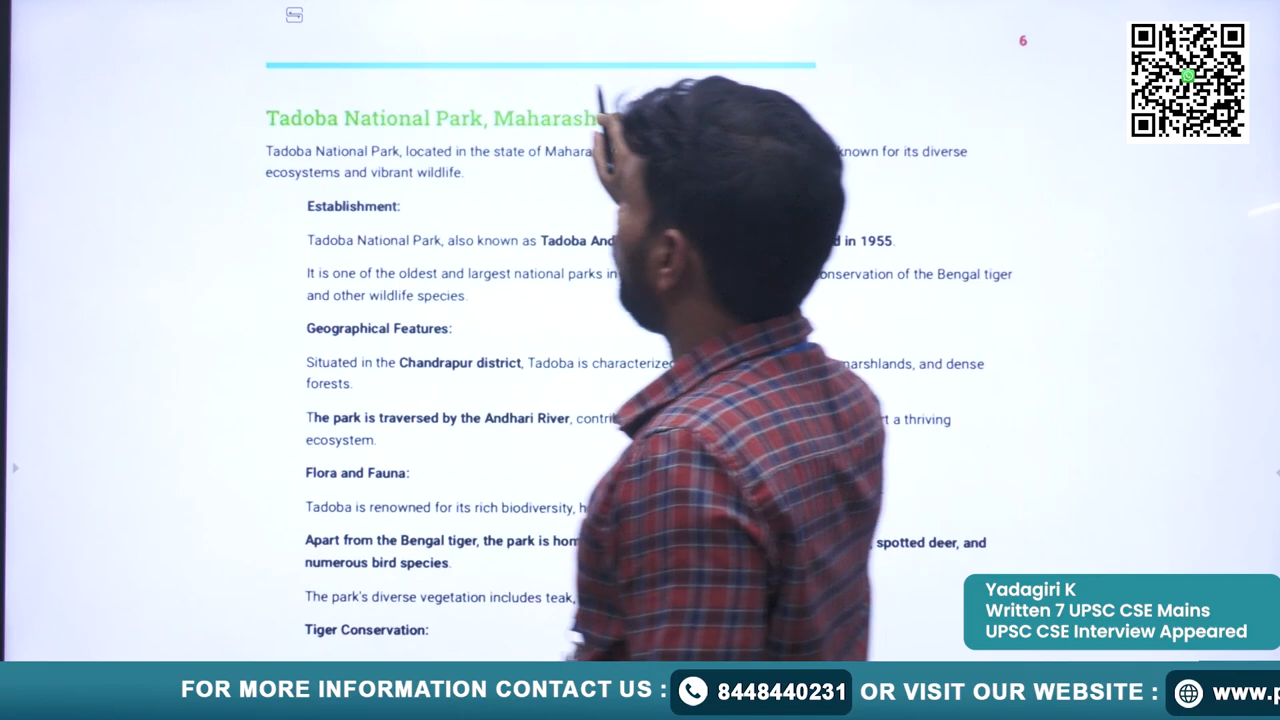 6
Tadoba National Park, Maharash
Tadoba National Park, located in the state of Mahara known for its diverse
ecosystems and vibrant wildlife.
Establishment:
Tadoba National Park, also known as Tadoba And d in 1955.
It is one of the oldest and largest national parks in onservation of the Bengal tiger
and other wildlife species.
Geographical Features:
Situated in the Chandrapur district, Tadoba is characterized marshlands, and dense
forests.
The park is traversed by the Andhari River, contri t a thriving
ecosystem.
Flora and Fauna:
Tadoba is renowned for its rich biodiversity, h
Apart from the Bengal tiger, the park is hom , spotted deer, and
numerous bird species.
The park's diverse vegetation includes teak,
Tiger Conservation:
Yadagiri K
Written 7 UPSC CSE Mains
UPSC CSE Interview Appeared
FOR MORE INFORMATION CONTACT US : 8448440231 OR VISIT OUR WEBSITE : www.p